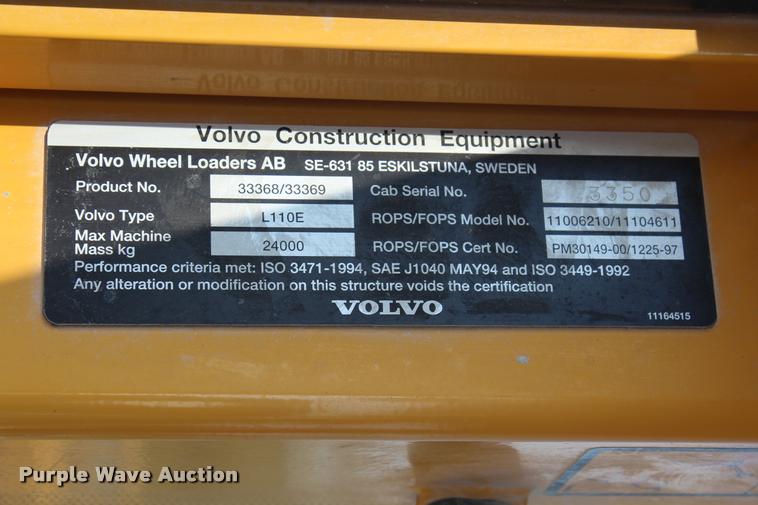 Volvo Construction Equipment
Volvo Wheel Loaders AB SE-631 85 ESKILSTUNA, SWEDEN
Product No. 33368/33369 Cab Serial No. 3350
Volvo Type L110E ROPS/FOPS Model No. 11006210/11104611
Max Machine
Mass kg 24000 ROPS/FOPS Cert No. PM30149-00/1225-97
Performance criteria met: ISO 3471-1994, SAE J1040 MAY94 and ISO 3449-1992
Any alteration or modification on this structure voids the certification
VOLVO
11164515
Purple Wave Auction